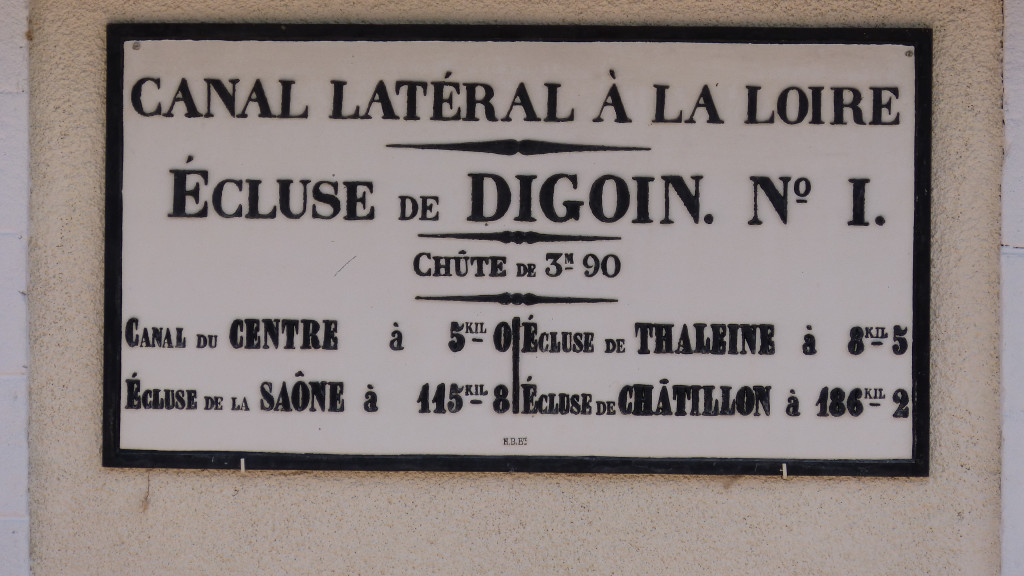 CANAL LATÉRAL À LA LOIRE
ÉCLUSE DE DIGOIN. Nº I.
CHÛTE DE 3M 90
CANAL DU CENTRE à 5KIL 0
ÉCLUSE DE LA SAÔNE à 115KIL 8
ÉCLUSE DE THALEINE à 8KIL 5
ÉCLUSE DE CHÂTILLON à 186KIL 2